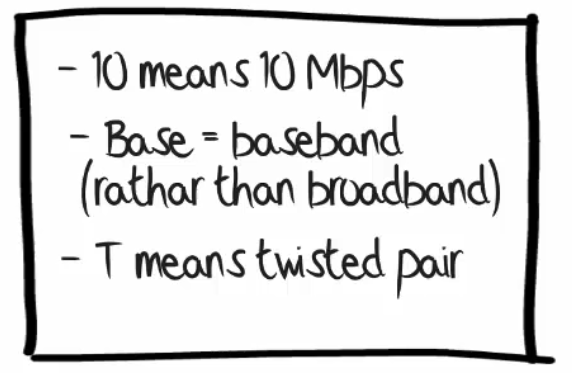 - 10 means 10 Mbps
- Base = baseband
(rathar than broadband)
- T means twisted pair